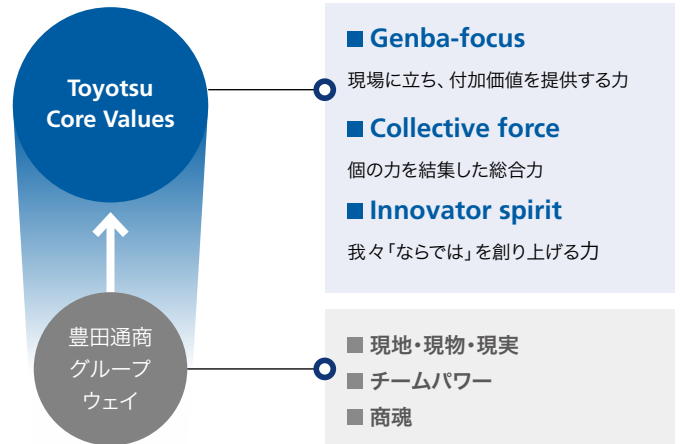 Toyotsu
Core Values
■ Genba-focus
現場に立ち、付加価値を提供する力
■ Collective force
個の力を結集した総合力
■ Innovator spirit
我々「ならでは」を創り上げる力
豊田通商
グループ
ウェイ
■ 現地・現物・現実
■ チームパワー
■ 商魂